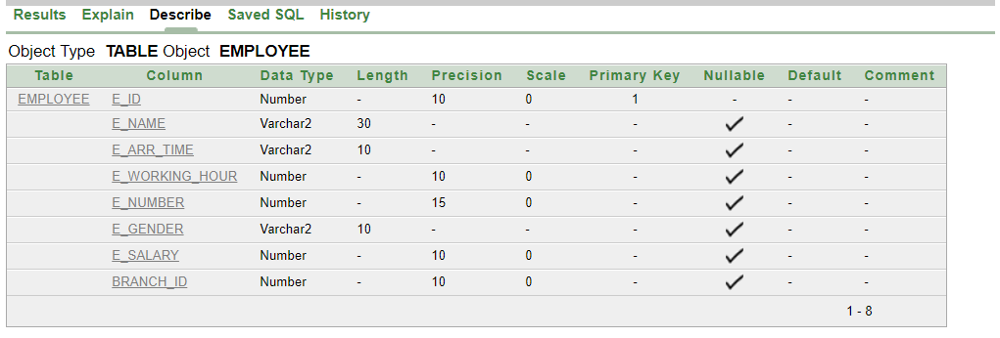 Results Explain Describe Saved SQL History
Object Type TABLE Object EMPLOYEE
Table Column Data Type Length Precision Scale Primary Key Nullable Default Comment
EMPLOYEE E_ID Number - 10 0 1 - - -
E_NAME Varchar2 30 - - - ✓ - -
E_ARR_TIME Varchar2 10 - - - ✓ - -
E_WORKING_HOUR Number - 10 0 - ✓ - -
E_NUMBER Number - 15 0 - ✓ - -
E_GENDER Varchar2 10 - - - ✓ - -
E_SALARY Number - 10 0 - ✓ - -
BRANCH_ID Number - 10 0 - ✓ - -
1 - 8